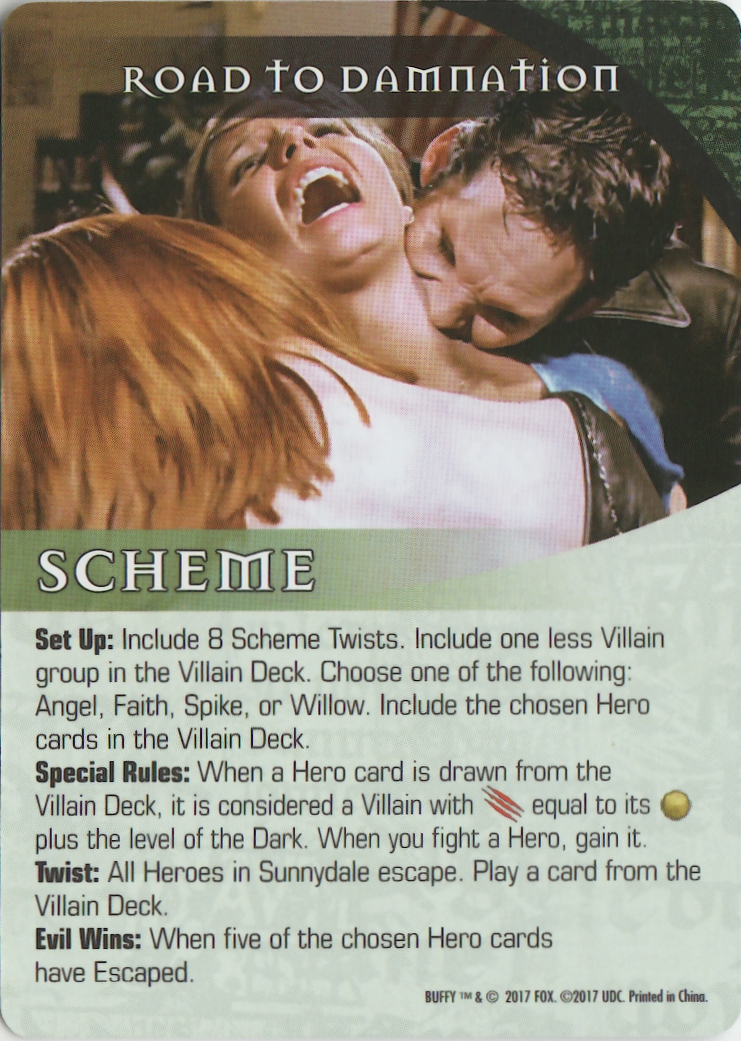 ROAD TO DAMNATION
SCHEME
Set Up: Include 8 Scheme Twists. Include one less Villain
group in the Villain Deck. Choose one of the following:
Angel, Faith, Spike, or Willow. Include the chosen Hero
cards in the Villain Deck.
Special Rules: When a Hero card is drawn from the
Villain Deck, it is considered a Villain with equal to its
plus the level of the Dark. When you fight a Hero, gain it.
Twist: All Heroes in Sunnydale escape. Play a card from the
Villain Deck.
Evil Wins: When five of the chosen Hero cards
have Escaped.
BUFFY ™ & © 2017 FOX. ©2017 UDC. Printed in China.